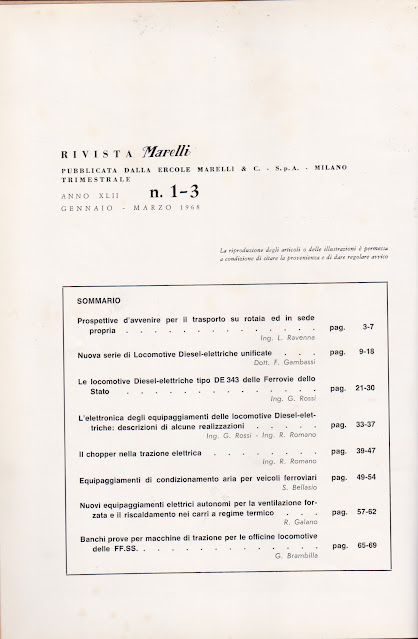 RIVISTA Marelli
PUBBLICATA DALLA ERCOLE MARELLI & C. - S.p.A. - MILANO
TRIMESTRALE
ANNO XLII n. 1-3
GENNAIO - MARZO 1968
La riproduzione degli articoli o delle illustrazioni è permessa
a condizione di citare la provenienza e di dare regolare avviso
SOMMARIO
Prospettive d'avvenire per il trasporto su rotaia ed in sede
propria . . . . . . . . . . . . . . pag. 3-7
Ing. L. Ravenna
Nuova serie di Locomotive Diesel-elettriche unificate . . . pag. 9-18
Dott. F. Gambassi
Le locomotive Diesel-elettriche tipo DE 343 delle Ferrovie dello
Stato . . . . . . . . . . . . . . pag. 21-30
Ing. G. Rossi
L'elettronica degli equipaggiamenti delle locomotive Diesel-elet-
triche: descrizioni di alcune realizzazioni . . . . . pag. 33-37
Ing. G. Rossi - Ing. R. Romano
Il chopper nella trazione elettrica . . . . . . . pag. 39-47
Ing. R. Romano
Equipaggiamenti di condizionamento aria per veicoli ferroviari pag. 49-54
S. Bellasio
Nuovi equipaggiamenti elettrici autonomi per la ventilazione for-
zata e il riscaldamento nei carri a regime termico . . . pag. 57-62
R. Galano
Banchi prove per macchine di trazione per le officine locomotive
delle FF.SS. . . . . . . . . . . . . pag. 65-69
G. Brambilla